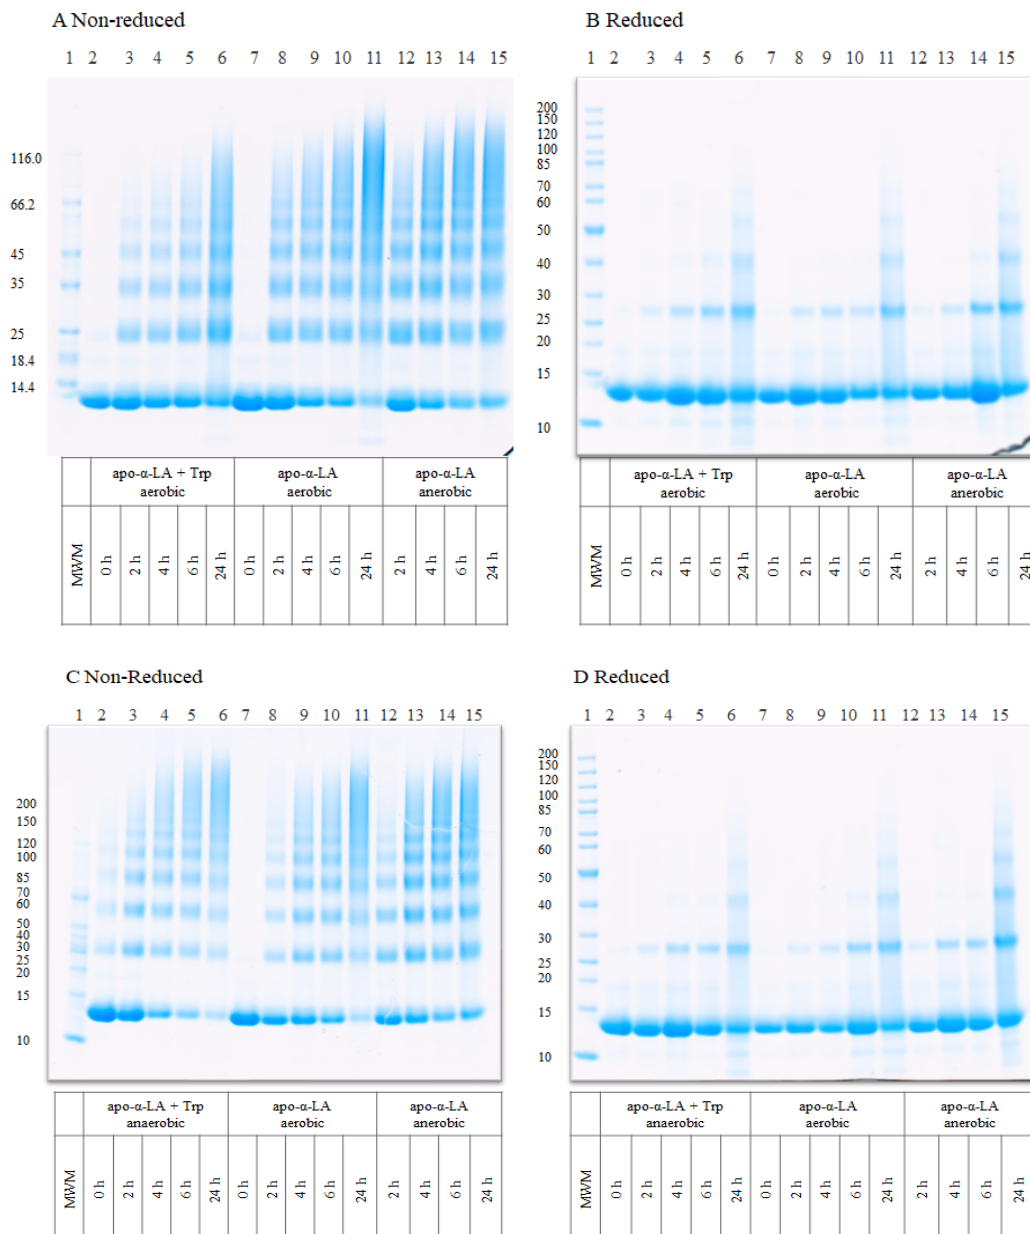 A Non-reduced
1 2 3 4 5 6 7 8 9 10 11 12 13 14 15
116.0
66.2
45
35
25
18.4
14.4
apo-α-LA + Trp
aerobic
apo-α-LA
aerobic
apo-α-LA
anerobic
MWM 0 h 2 h 4 h 6 h 24 h 0 h 2 h 4 h 6 h 24 h 2 h 4 h 6 h 24 h
B Reduced
1 2 3 4 5 6 7 8 9 10 11 12 13 14 15
200
150
120
100
85
70
60
50
40
30
25
20
15
10
apo-α-LA + Trp
aerobic
apo-α-LA
aerobic
apo-α-LA
anerobic
MWM 0 h 2 h 4 h 6 h 24 h 0 h 2 h 4 h 6 h 24 h 2 h 4 h 6 h 24 h
C Non-Reduced
1 2 3 4 5 6 7 8 9 10 11 12 13 14 15
200
150
120
100
85
70
60
50
40
30
25
20
15
10
apo-α-LA + Trp
anaerobic
apo-α-LA
aerobic
apo-α-LA
anerobic
MWM 0 h 2 h 4 h 6 h 24 h 0 h 2 h 4 h 6 h 24 h 2 h 4 h 6 h 24 h
D Reduced
1 2 3 4 5 6 7 8 9 10 11 12 13 14 15
200
150
120
100
85
70
60
50
40
30
25
20
15
10
apo-α-LA + Trp
anaerobic
apo-α-LA
aerobic
apo-α-LA
anerobic
MWM 0 h 2 h 4 h 6 h 24 h 0 h 2 h 4 h 6 h 24 h 2 h 4 h 6 h 24 h